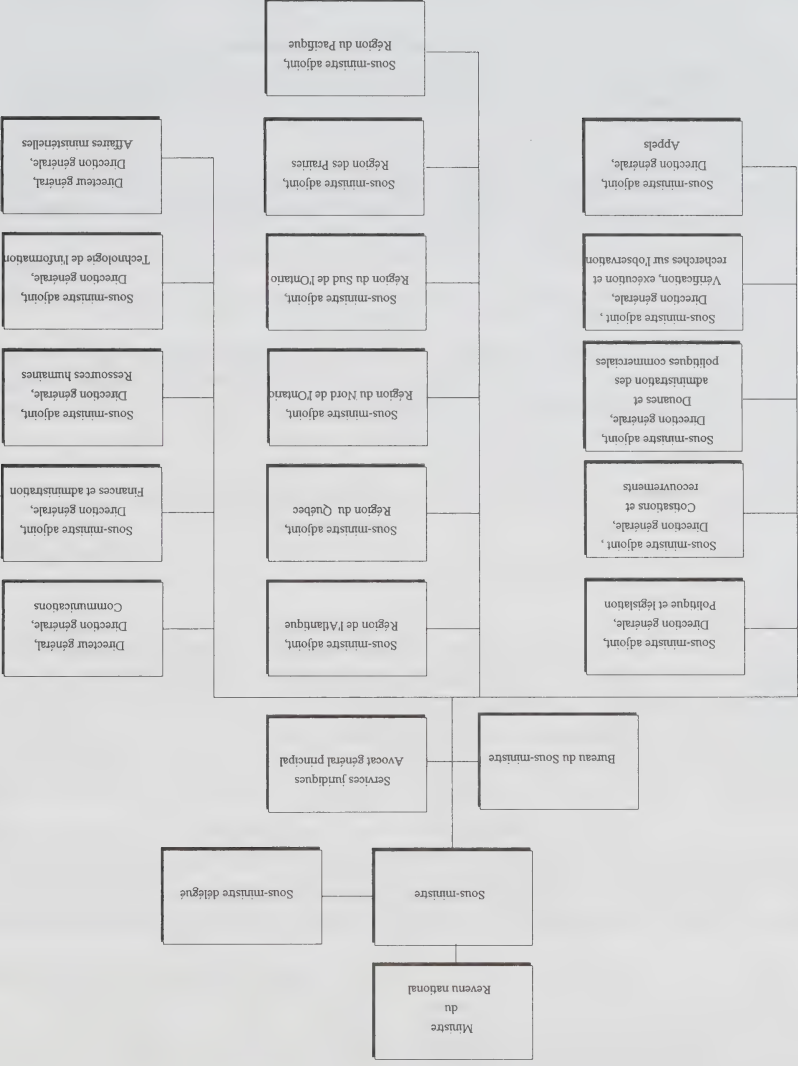 Ministre
du
Revenu national
Sous-ministre
Sous-ministre délégué
Bureau du Sous-ministre
Services juridiques
Avocat général principal
Sous-ministre adjoint,
Direction générale,
Politique et législation
Sous-ministre adjoint ,
Direction générale,
Cotisations et
recouvrements
Sous-ministre adjoint,
Direction générale,
Douanes et
administration des
politiques commerciales
Sous-ministre adjoint ,
Direction générale,
Vérification, exécution et
recherches sur l'observation
Sous-ministre adjoint,
Direction générale,
Appels
Sous-ministre adjoint,
Région de l'Atlantique
Sous-ministre adjoint,
Région du Québec
Sous-ministre adjoint,
Région du Nord de l'Ontario
Sous-ministre adjoint,
Région du Sud de l'Ontario
Sous-ministre adjoint,
Région des Prairies
Sous-ministre adjoint,
Région du Pacifique
Directeur général,
Direction générale,
Communications
Sous-ministre adjoint,
Direction générale,
Finances et administration
Sous-ministre adjoint,
Direction générale,
Ressources humaines
Sous-ministre adjoint,
Direction générale,
Technologie de l'information
Directeur général,
Direction générale,
Affaires ministérielles